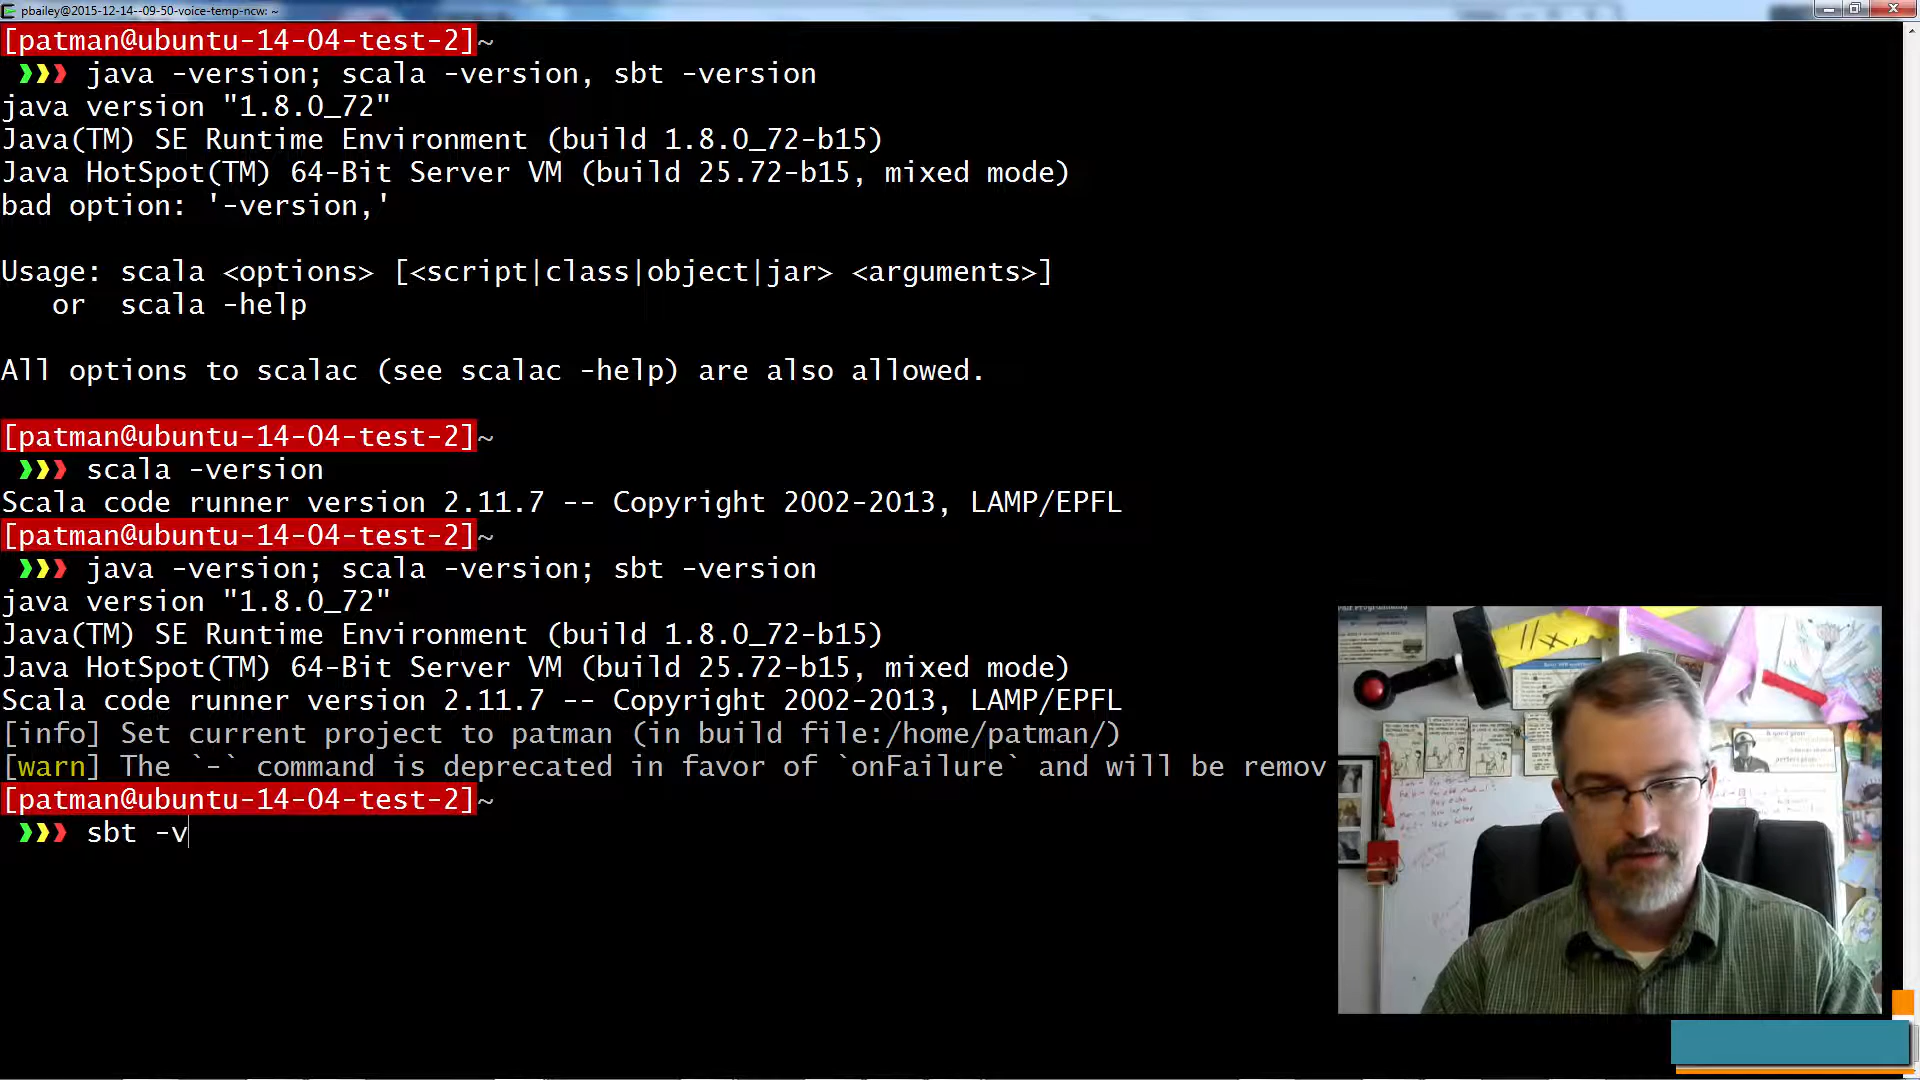 pbailey@2015-12-14--09-50-voice-temp-ncw: ~
[patman@ubuntu-14-04-test-2]~
❯❯❯ java -version; scala -version, sbt -version
java version "1.8.0_72"
Java(TM) SE Runtime Environment (build 1.8.0_72-b15)
Java HotSpot(TM) 64-Bit Server VM (build 25.72-b15, mixed mode)
bad option: '-version,'
Usage: scala <options> [<script|class|object|jar> <arguments>]
or scala -help
All options to scalac (see scalac -help) are also allowed.
[patman@ubuntu-14-04-test-2]~
❯❯❯ scala -version
Scala code runner version 2.11.7 -- Copyright 2002-2013, LAMP/EPFL
[patman@ubuntu-14-04-test-2]~
❯❯❯ java -version; scala -version; sbt -version
java version "1.8.0_72"
Java(TM) SE Runtime Environment (build 1.8.0_72-b15)
Java HotSpot(TM) 64-Bit Server VM (build 25.72-b15, mixed mode)
Scala code runner version 2.11.7 -- Copyright 2002-2013, LAMP/EPFL
[info] Set current project to patman (in build file:/home/patman/)
[warn] The `-` command is deprecated in favor of `onFailure` and will be remov
[patman@ubuntu-14-04-test-2]~
❯❯❯ sbt -v